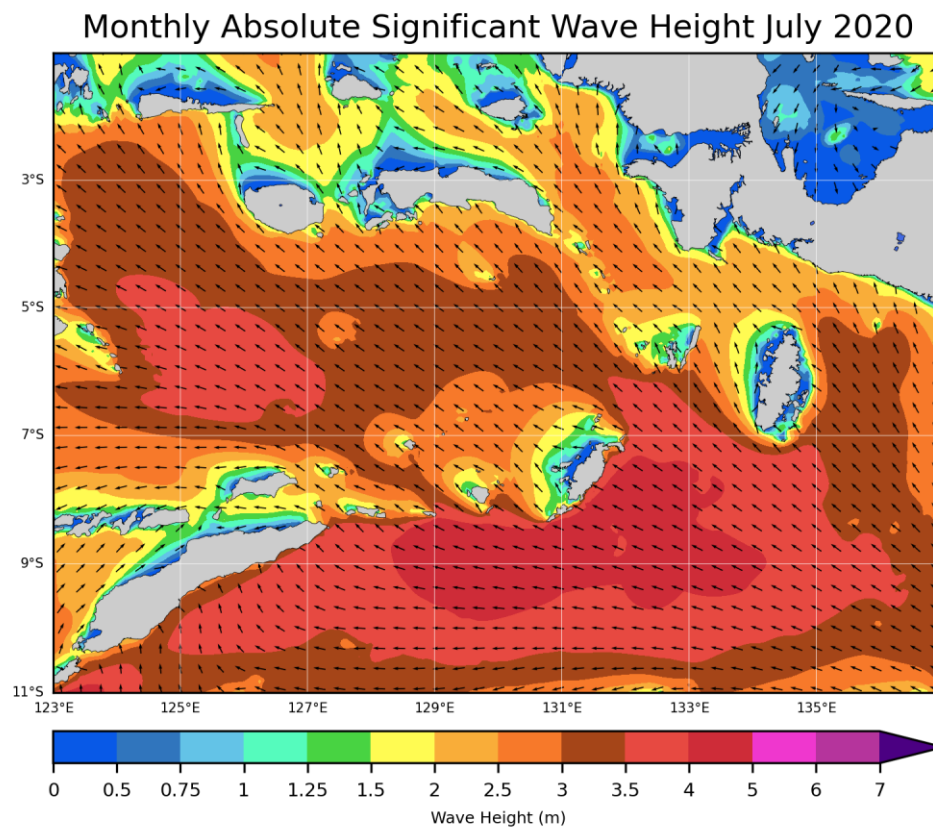 Monthly Absolute Significant Wave Height July 2020
3°S
5°S
7°S
9°S
11°S
123°E 125°E 127°E 129°E 131°E 133°E 135°E
0 0.5 0.75 1 1.25 1.5 2 2.5 3 3.5 4 5 6 7
Wave Height (m)